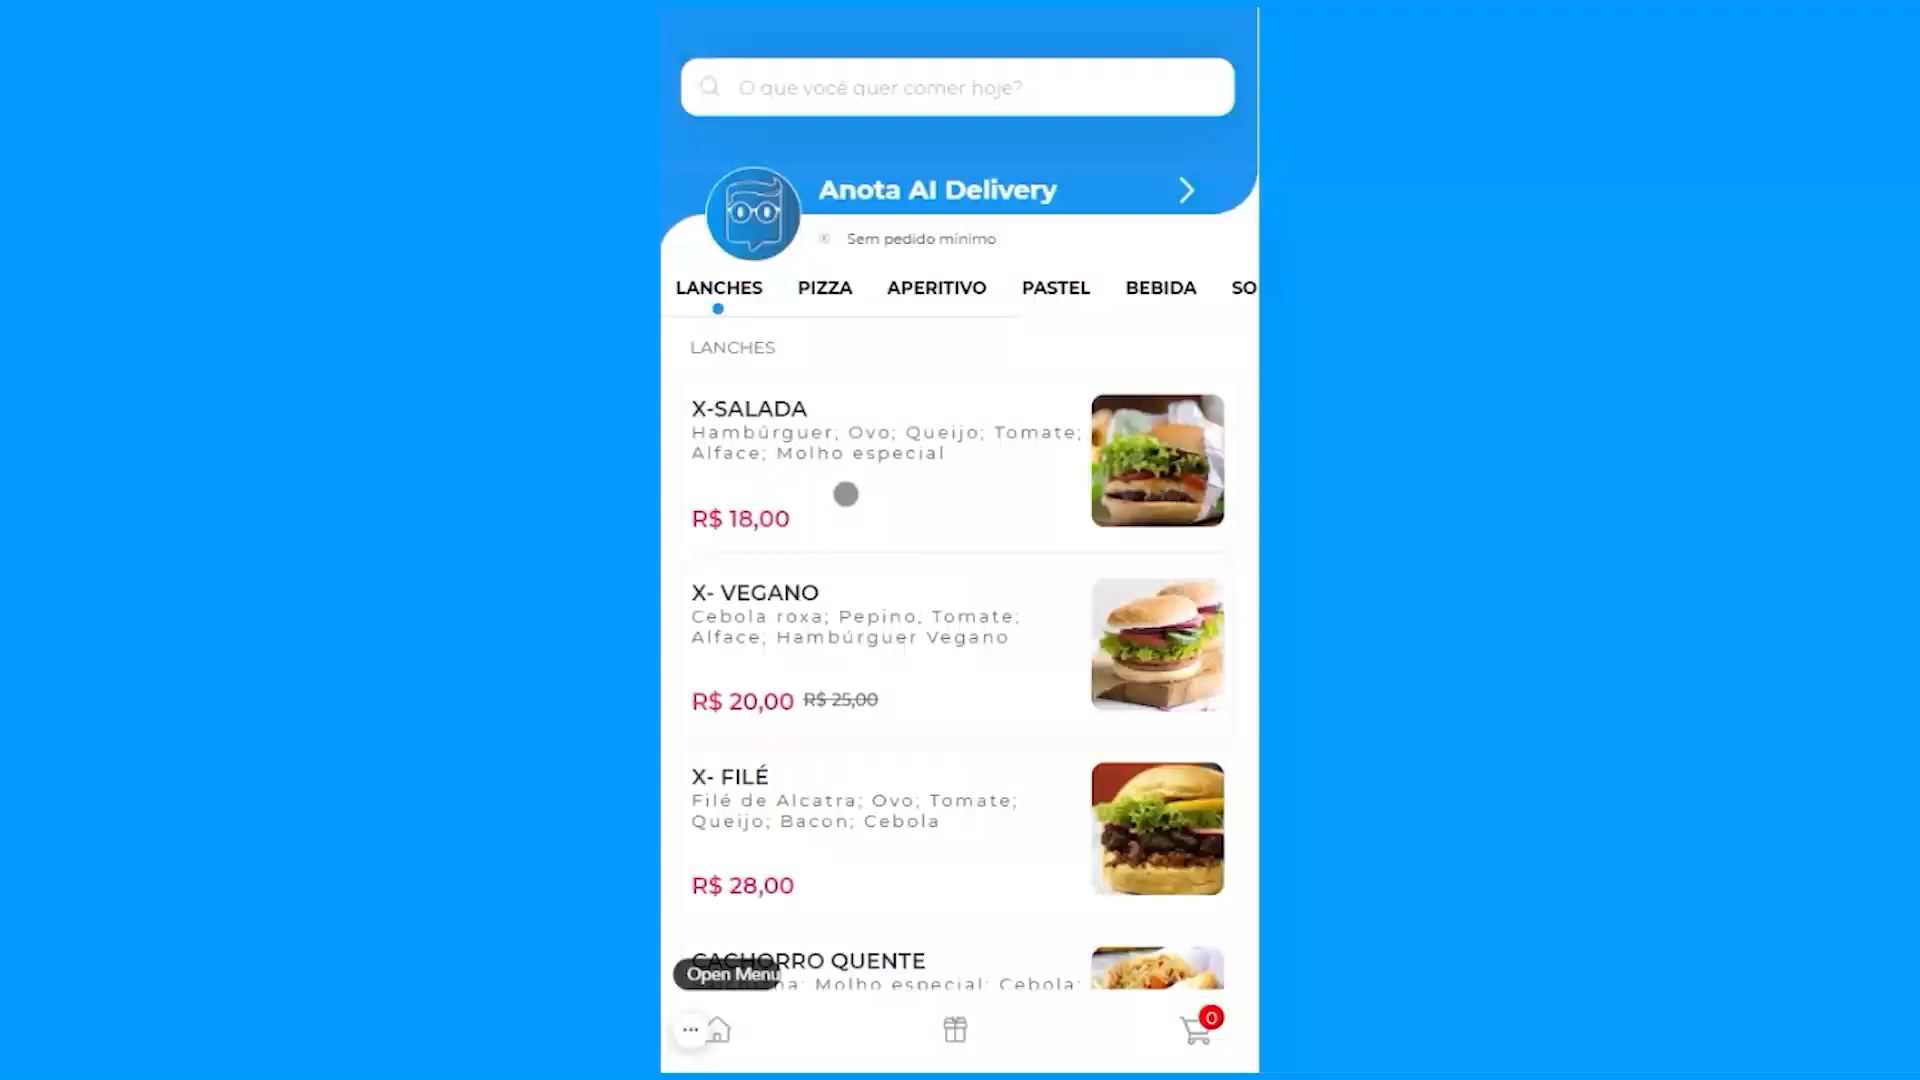 O que você quer comer hoje?
Anota AI Delivery
Sem pedido mínimo
LANCHES PIZZA APERITIVO PASTEL BEBIDA SO
LANCHES
X-SALADA
Hambúrguer; Ovo; Queijo; Tomate;
Alface; Molho especial
R$ 18,00
X- VEGANO
Cebola roxa; Pepino; Tomate;
Alface; Hambúrguer Vegano
R$ 20,00 R$ 25,00
X- FILÉ
Filé de Alcatra; Ovo; Tomate;
Queijo; Bacon; Cebola
R$ 28,00
CACHORRO QUENTE
Molho especial; Cebola;
Open Menu
0